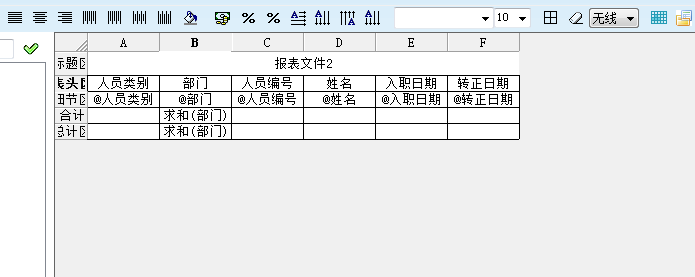 10 无线
A B C D E F
标题区 报表文件2
表头区 人员类别 部门 人员编号 姓名 入职日期 转正日期
细节区 @人员类别 @部门 @人员编号 @姓名 @入职日期 @转正日期
合计 求和(部门)
总计区 求和(部门)